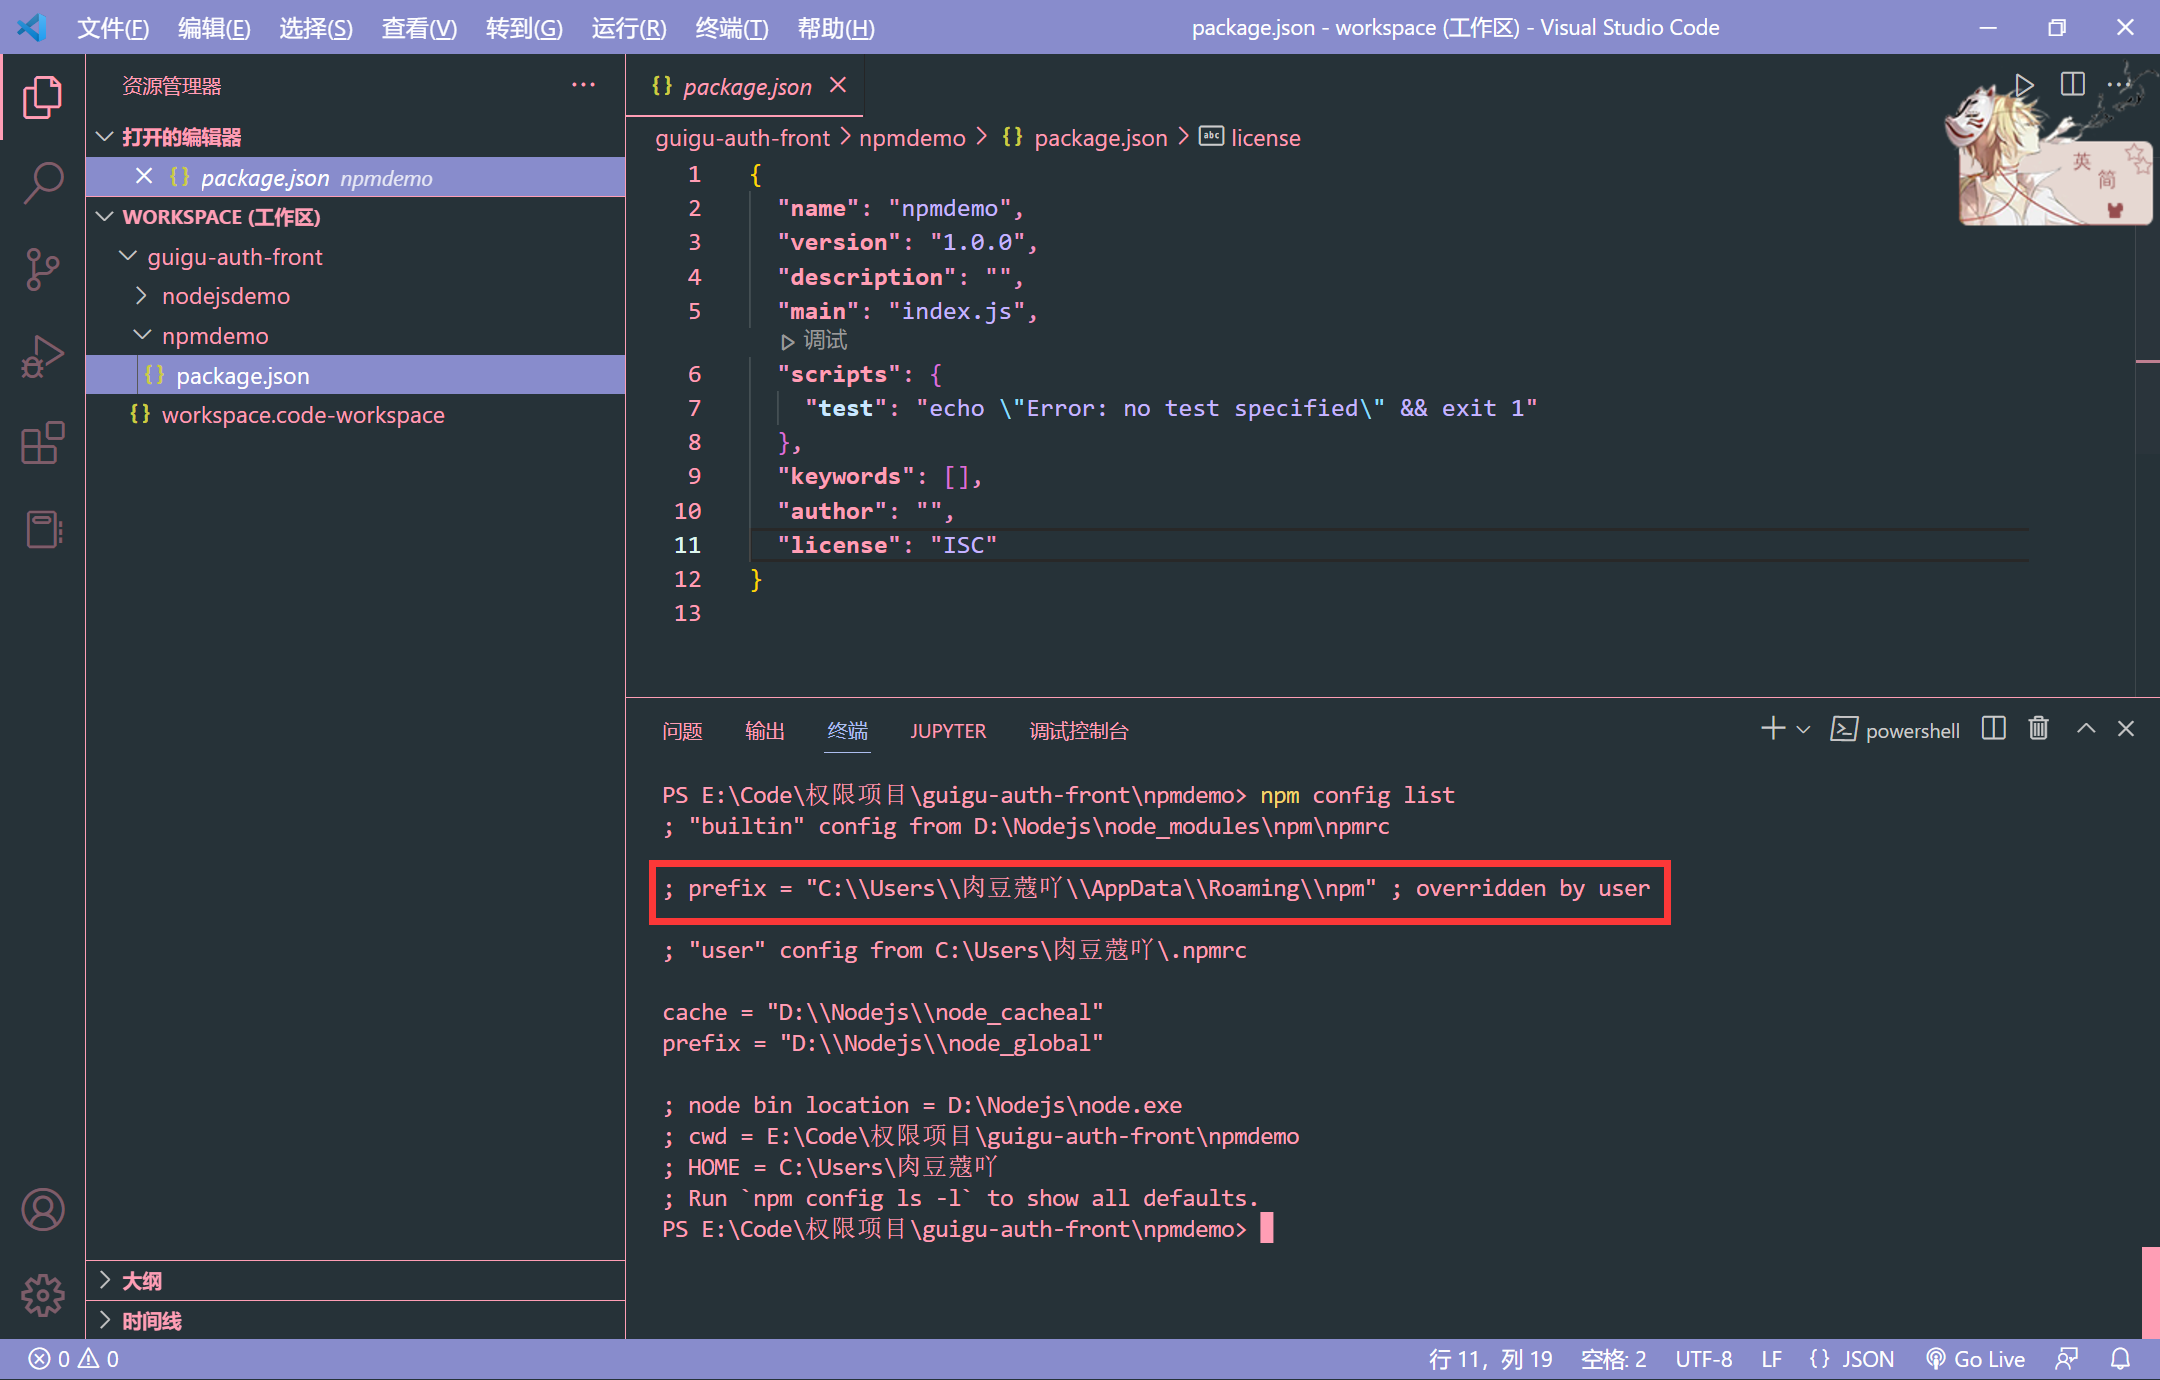 文件(F) 编辑(E) 选择(S) 查看(V) 转到(G) 运行(R) 终端(T) 帮助(H)
package.json - workspace (工作区) - Visual Studio Code
资源管理器
打开的编辑器
package.json npmdemo
WORKSPACE (工作区)
guigu-auth-front
nodejsdemo
npmdemo
{} package.json
{} workspace.code-workspace
大纲
时间线
{} package.json
guigu-auth-front > npmdemo > {} package.json > abc license
英
简
1 {
2 "name": "npmdemo",
3 "version": "1.0.0",
4 "description": "",
5 "main": "index.js",
调试
6 "scripts": {
7 "test": "echo \"Error: no test specified\" && exit 1"
8 },
9 "keywords": [],
10 "author": "",
11 "license": "ISC"
12 }
13
问题 输出 终端 JUPYTER 调试控制台
powershell
PS E:\Code\权限项目\guigu-auth-front\npmdemo> npm config list
; "builtin" config from D:\Nodejs\node_modules\npm\npmrc
; prefix = "C:\\Users\\肉豆蔻吖\\AppData\\Roaming\\npm" ; overridden by user
; "user" config from C:\Users\肉豆蔻吖\.npmrc
cache = "D:\\Nodejs\\node_cacheal"
prefix = "D:\\Nodejs\\node_global"
; node bin location = D:\Nodejs\node.exe
; cwd = E:\Code\权限项目\guigu-auth-front\npmdemo
; HOME = C:\Users\肉豆蔻吖
; Run `npm config ls -l` to show all defaults.
PS E:\Code\权限项目\guigu-auth-front\npmdemo>
0 0
行 11，列 19 空格: 2 UTF-8 LF {} JSON Go Live